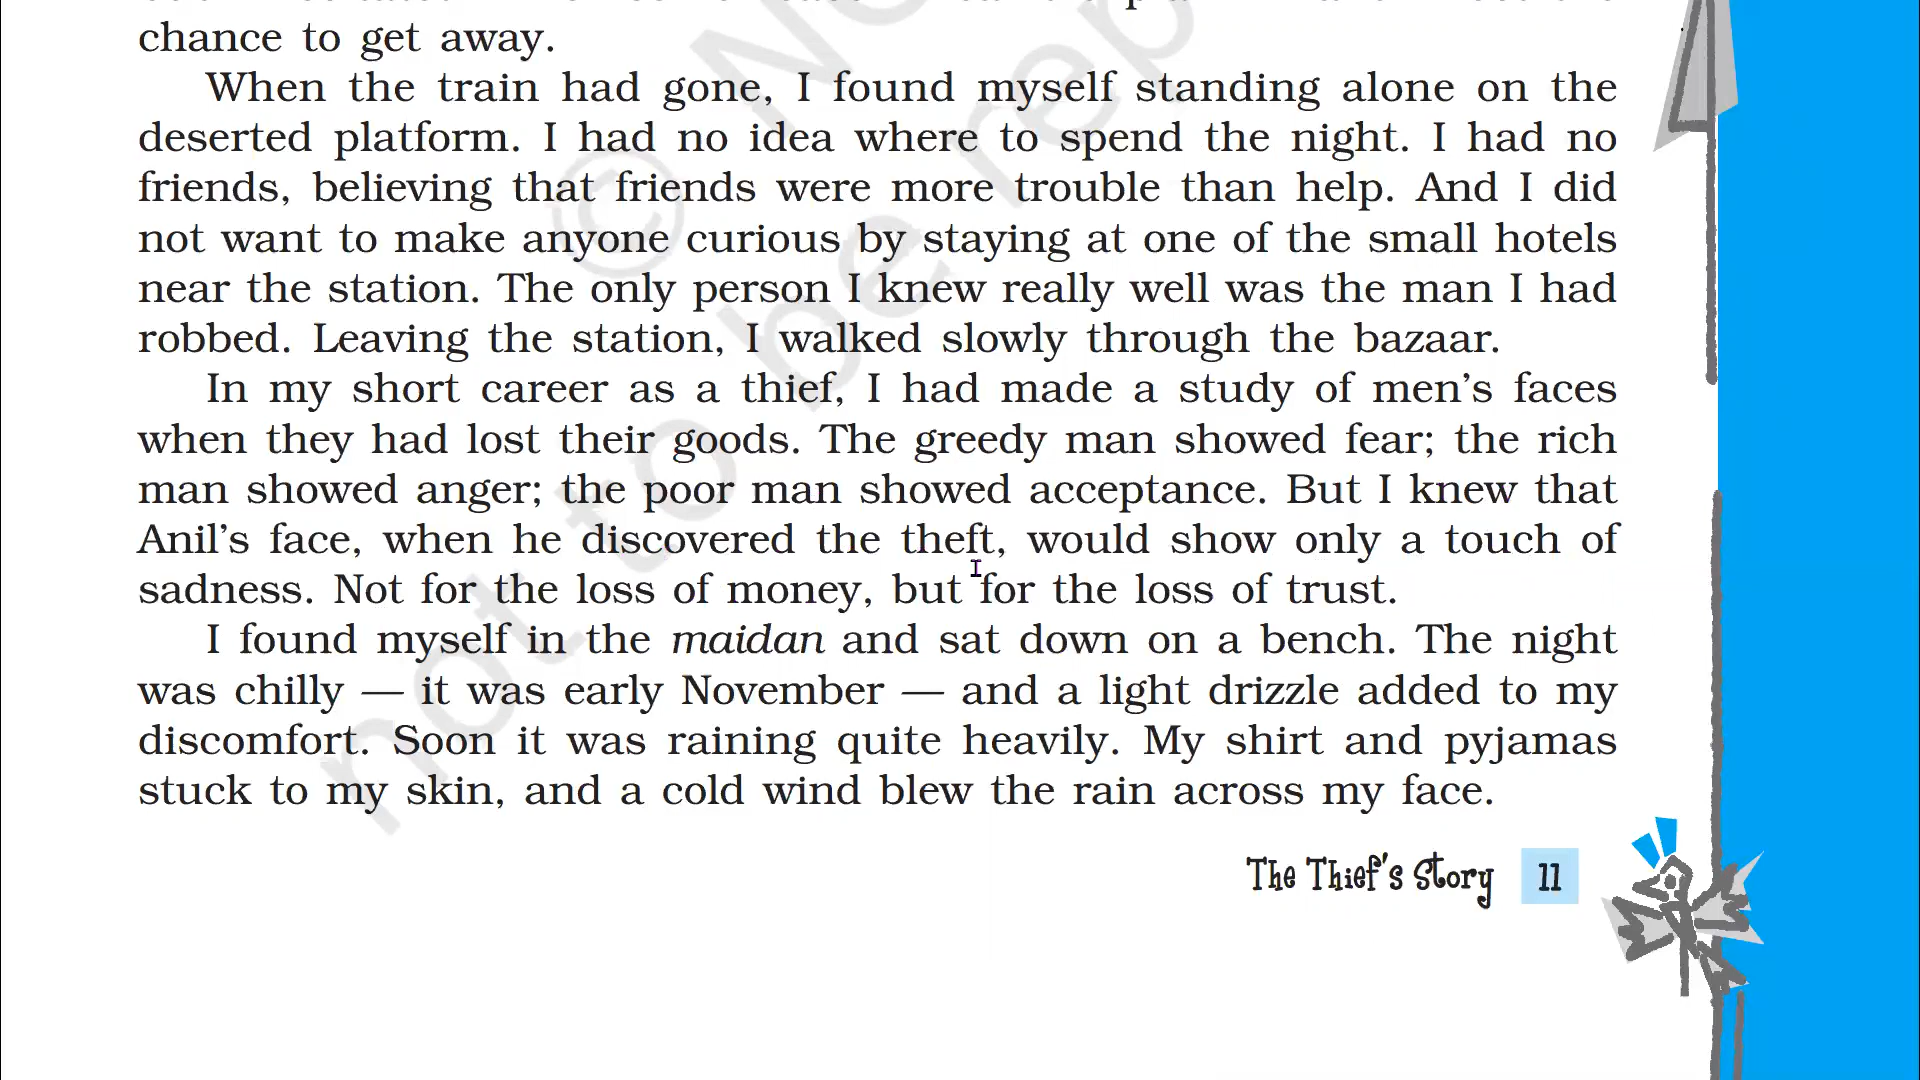 chance to get away.
When the train had gone, I found myself standing alone on the
deserted platform. I had no idea where to spend the night. I had no
friends, believing that friends were more trouble than help. And I did
not want to make anyone curious by staying at one of the small hotels
near the station. The only person I knew really well was the man I had
robbed. Leaving the station, I walked slowly through the bazaar.
In my short career as a thief, I had made a study of men’s faces
when they had lost their goods. The greedy man showed fear; the rich
man showed anger; the poor man showed acceptance. But I knew that
Anil’s face, when he discovered the theft, would show only a touch of
sadness. Not for the loss of money, but for the loss of trust.
I found myself in the maidan and sat down on a bench. The night
was chilly — it was early November — and a light drizzle added to my
discomfort. Soon it was raining quite heavily. My shirt and pyjamas
stuck to my skin, and a cold wind blew the rain across my face.
The Thief's Story 11
©
not to be